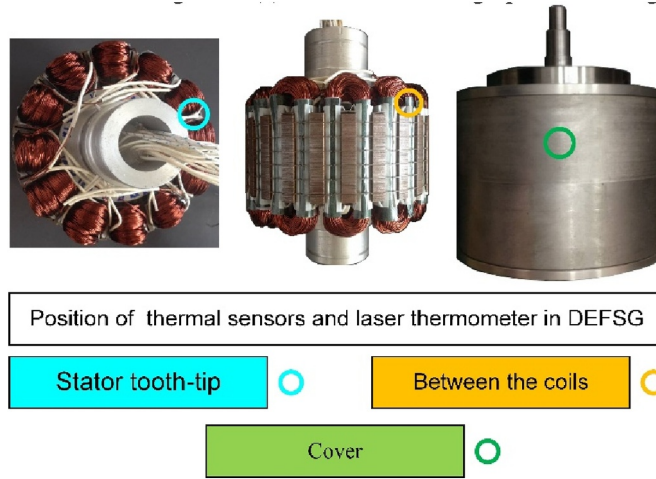 Position of thermal sensors and laser thermometer in DEFSG
Stator tooth-tip
Between the coils
Cover